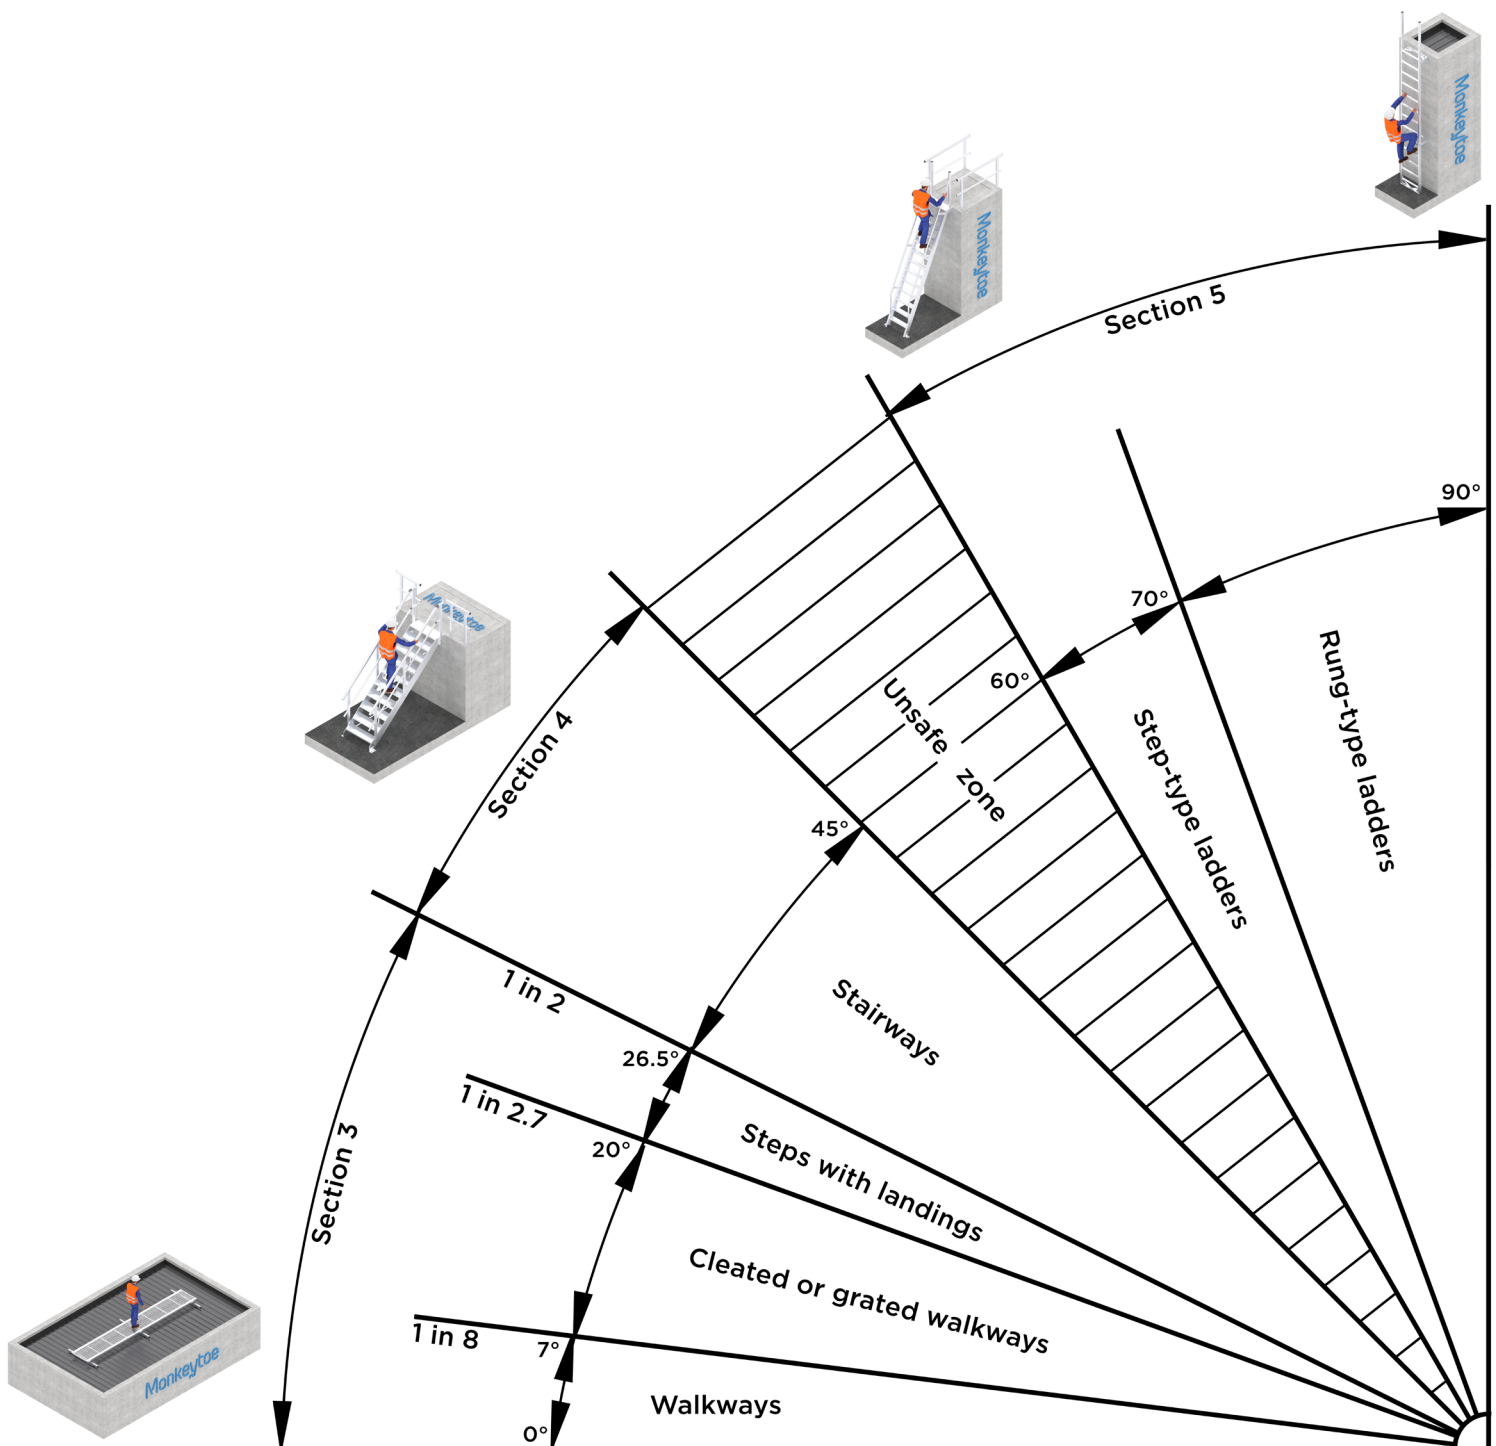 Monkeytoe
Monkeytoe
Section 5
90°
70°
60°
Rung-type ladders
Step-type ladders
Unsafe zone
Monkeytoe
Section 4
45°
Stairways
1 in 2
26.5°
1 in 2.7
20°
Steps with landings
Section 3
Cleated or grated walkways
1 in 8
7°
Monkeytoe
Walkways
0°